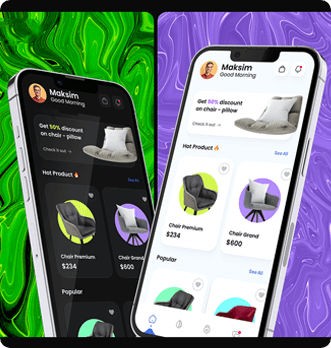 Maksim
Good Morning
Get 50% discount
on chair - pillow
Check it out →
Hot Product 🔥
See All
Chair Premium
$234
Chair Grand
$600
Popular
Maksim
Good Morning
Get 50% discount
on chair - pillow
Check it out →
Hot Product 🔥
See All
Chair Premium
$234
Chair Grand
$600
Popular
See All